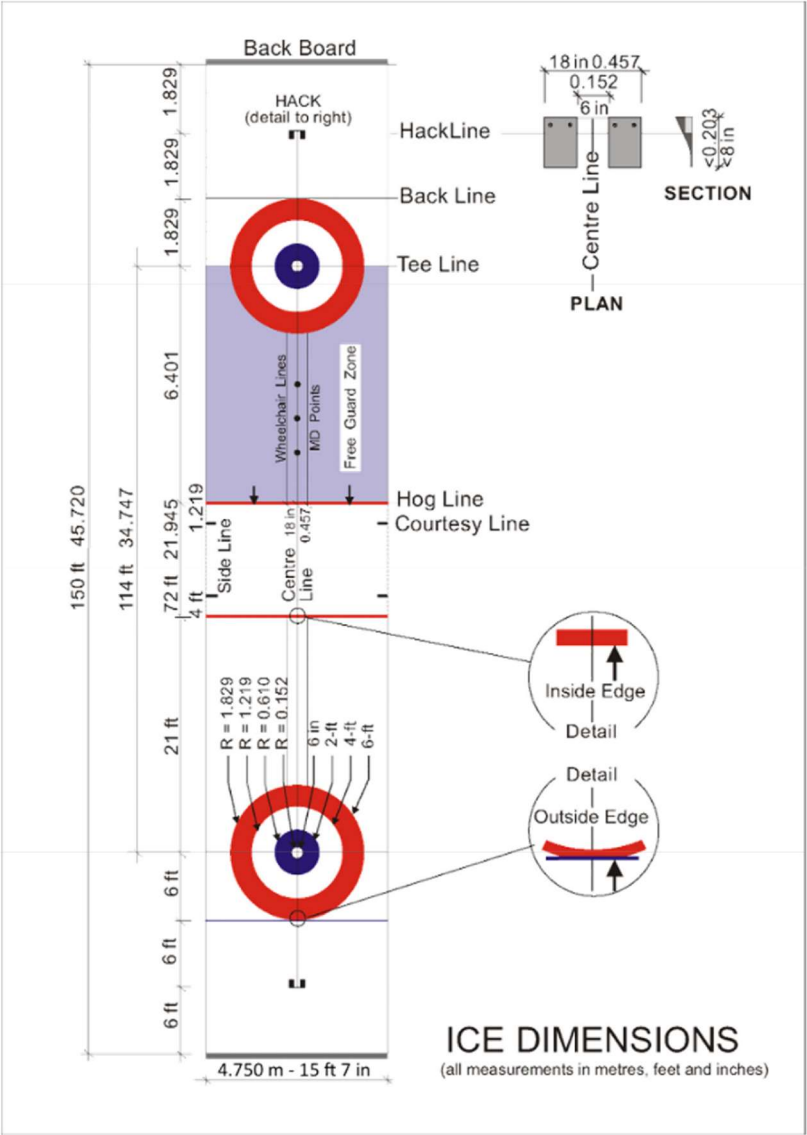 Back Board
HACK
(detail to right)
HackLine
Back Line
Tee Line
Hog Line
Courtesy Line
1.829
1.829
1.829
6.401
1.219
72 ft 21.945
4 ft
114 ft 34.747
150 ft 45.720
21 ft
6 ft
6 ft
6 ft
Wheelchair Lines
MD Points
Free Guard Zone
Side Line
Centre
Line
18 in
0.457
R = 1.829
R = 1.219
R = 0.610
R = 0.152
6 in
2-ft
4-ft
6-ft
4.750 m - 15 ft 7 in
18 in 0.457
0.152
6 in
Centre Line
PLAN
<0.203
<8 in
SECTION
Inside Edge
Detail
Detail
Outside Edge
ICE DIMENSIONS
(all measurements in metres, feet and inches)